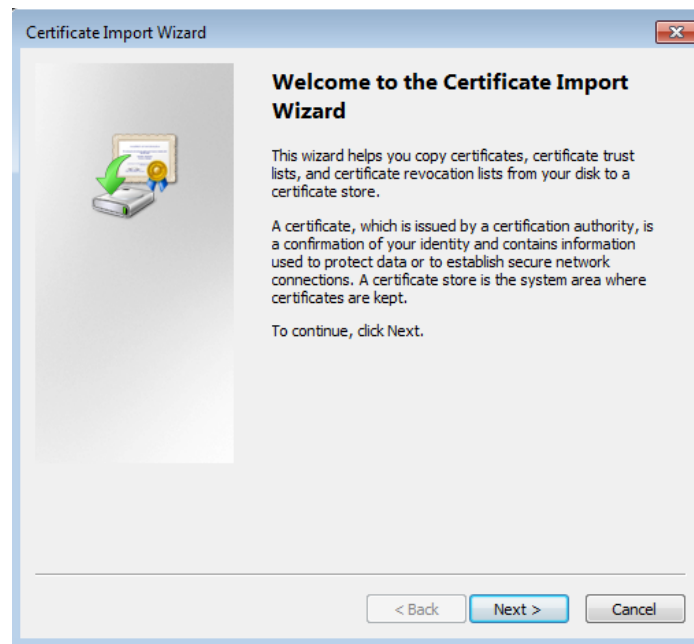 Certificate Import Wizard
Welcome to the Certificate Import
Wizard
This wizard helps you copy certificates, certificate trust
lists, and certificate revocation lists from your disk to a
certificate store.
A certificate, which is issued by a certification authority, is
a confirmation of your identity and contains information
used to protect data or to establish secure network
connections. A certificate store is the system area where
certificates are kept.
To continue, click Next.
< Back
Next >
Cancel